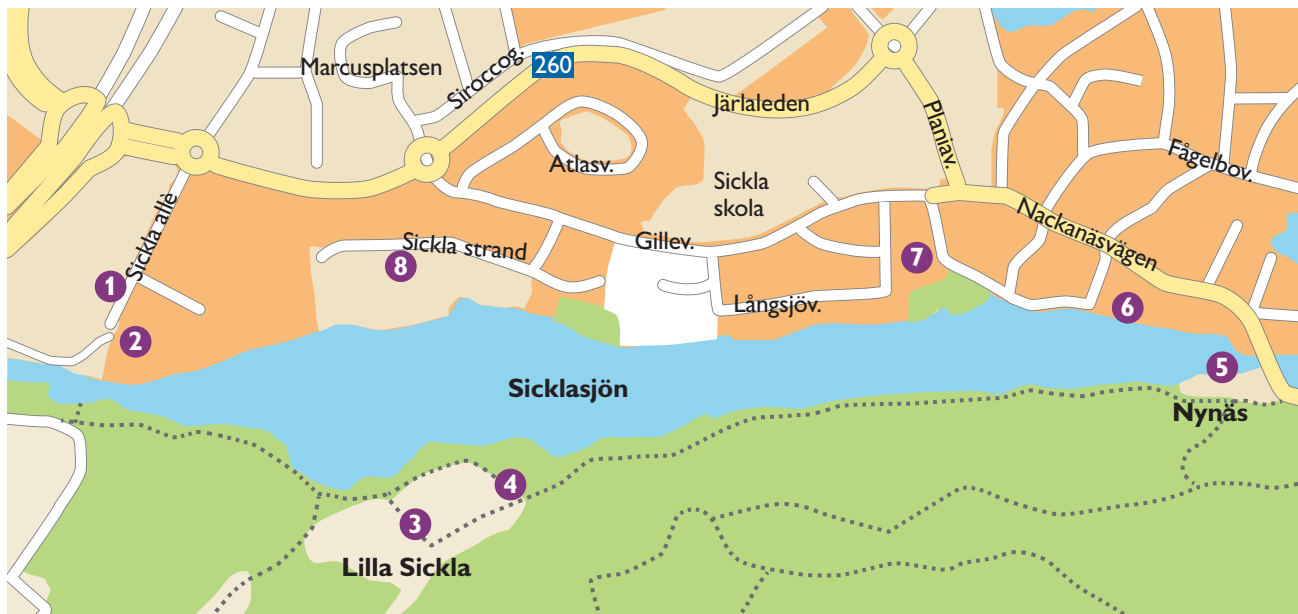 Marcusplatsen
Siroccog.
260
Järlaleden
Planiav.
Fågelbov.
Atlasv.
Sickla
skola
Sickla allè
Sickla strand
Gillev.
Nackanäsvägen
8
7
1
Långsjöv.
6
2
5
Sicklasjön
Nynäs
4
3
Lilla Sickla